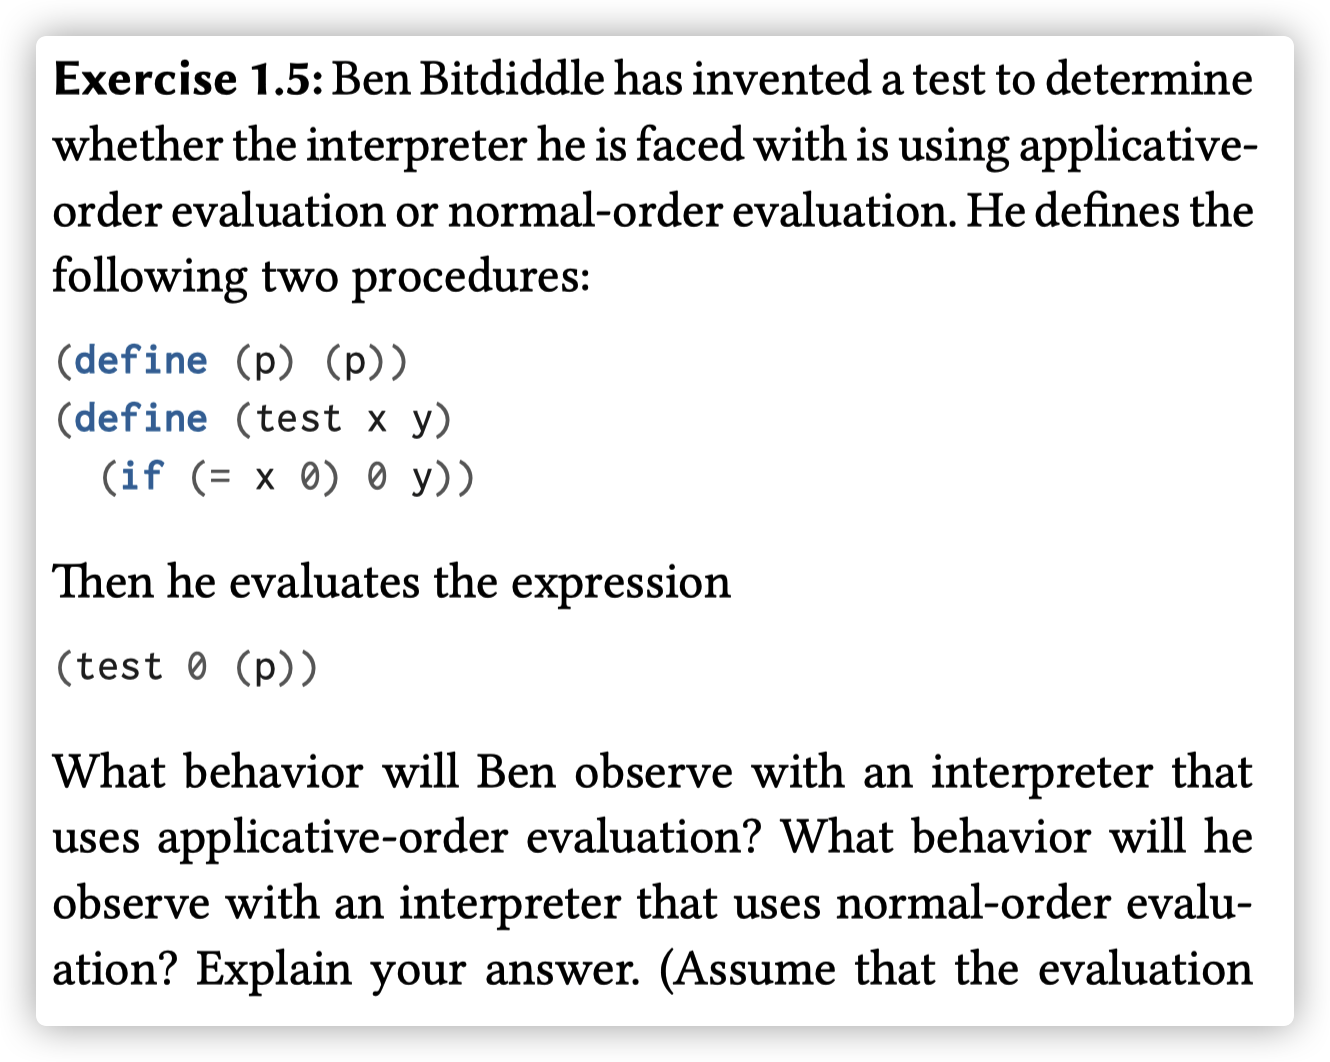 Exercise 1.5: Ben Bitdiddle has invented a test to determine
whether the interpreter he is faced with is using applicative-
order evaluation or normal-order evaluation. He defines the
following two procedures:
(define (p) (p))
(define (test x y)
  (if (= x 0) 0 y))
Then he evaluates the expression
(test 0 (p))
What behavior will Ben observe with an interpreter that
uses applicative-order evaluation? What behavior will he
observe with an interpreter that uses normal-order evalu-
ation? Explain your answer. (Assume that the evaluation